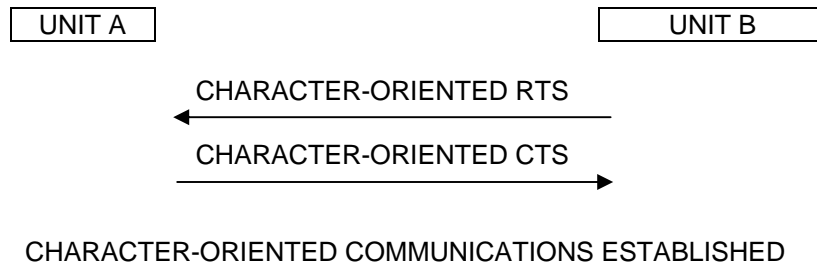 UNIT A UNIT B
CHARACTER-ORIENTED RTS
CHARACTER-ORIENTED CTS
CHARACTER-ORIENTED COMMUNICATIONS ESTABLISHED